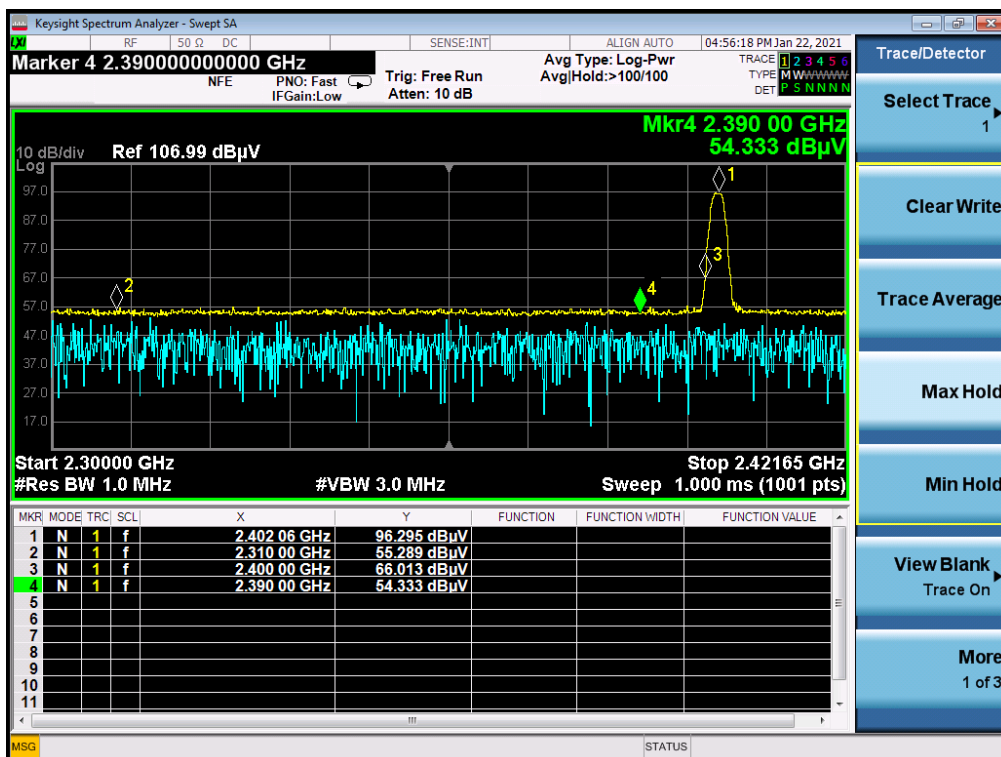 Keysight Spectrum Analyzer - Swept SA
LXI RF 50 Ω DC SENSE:INT ALIGN AUTO 04:56:18 PM Jan 22, 2021
Marker 4 2.390000000000 GHz
NFE
PNO: Fast
IFGain:Low
Trig: Free Run
Atten: 10 dB
Avg Type: Log-Pwr
Avg|Hold:>100/100
TRACE 1 2 3 4 5 6
TYPE M W W W W W
DET P S N N N N
Mkr4 2.390 00 GHz
54.333 dBµV
10 dB/div Ref 106.99 dBµV
Log
97.0
87.0
77.0
67.0
57.0
47.0
37.0
27.0
17.0
1
2
3
4
Start 2.30000 GHz Stop 2.42165 GHz
#Res BW 1.0 MHz #VBW 3.0 MHz Sweep 1.000 ms (1001 pts)
MKR MODE TRC SCL X Y FUNCTION FUNCTION WIDTH FUNCTION VALUE
1 N 1 f 2.402 06 GHz 96.295 dBµV
2 N 1 f 2.310 00 GHz 55.289 dBµV
3 N 1 f 2.400 00 GHz 66.013 dBµV
4 N 1 f 2.390 00 GHz 54.333 dBµV
5
6
7
8
9
10
11
MSG STATUS
Trace/Detector
Select Trace
1
Clear Write
Trace Average
Max Hold
Min Hold
View Blank
Trace On
More
1 of 3